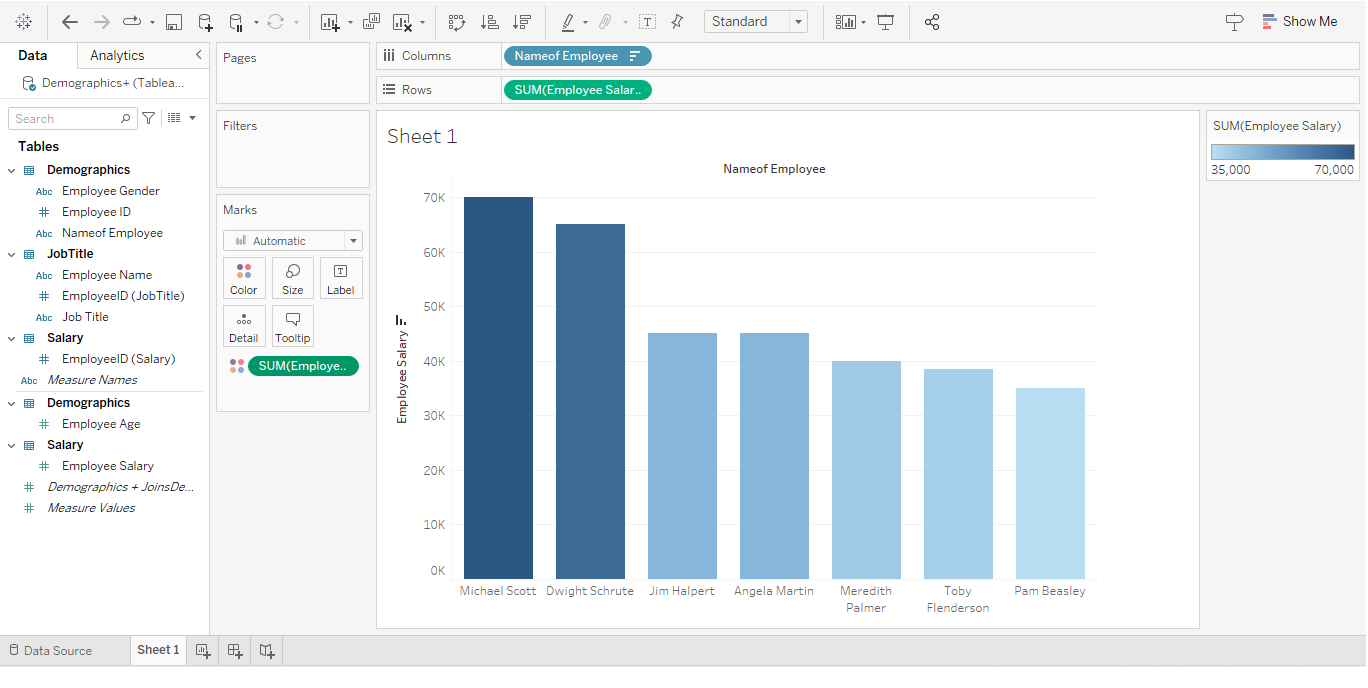 Standard
Show Me
Data
Analytics
Demographics+ (Tablea...
Search
Tables
Demographics
Abc Employee Gender
Employee ID
Abc Nameof Employee
JobTitle
Abc Employee Name
EmployeeID (JobTitle)
Abc Job Title
Salary
EmployeeID (Salary)
Abc Measure Names
Demographics
Employee Age
Salary
Employee Salary
Demographics + JoinsDe...
Measure Values
Pages
Filters
Marks
Automatic
Color
Size
Label
Detail
Tooltip
SUM(Employe..
Columns
Nameof Employee
Rows
SUM(Employee Salar..
Sheet 1
Nameof Employee
Employee Salary
70K
60K
50K
40K
30K
20K
10K
0K
Michael Scott
Dwight Schrute
Jim Halpert
Angela Martin
Meredith
Palmer
Toby
Flenderson
Pam Beasley
SUM(Employee Salary)
35,000
70,000
Data Source
Sheet 1